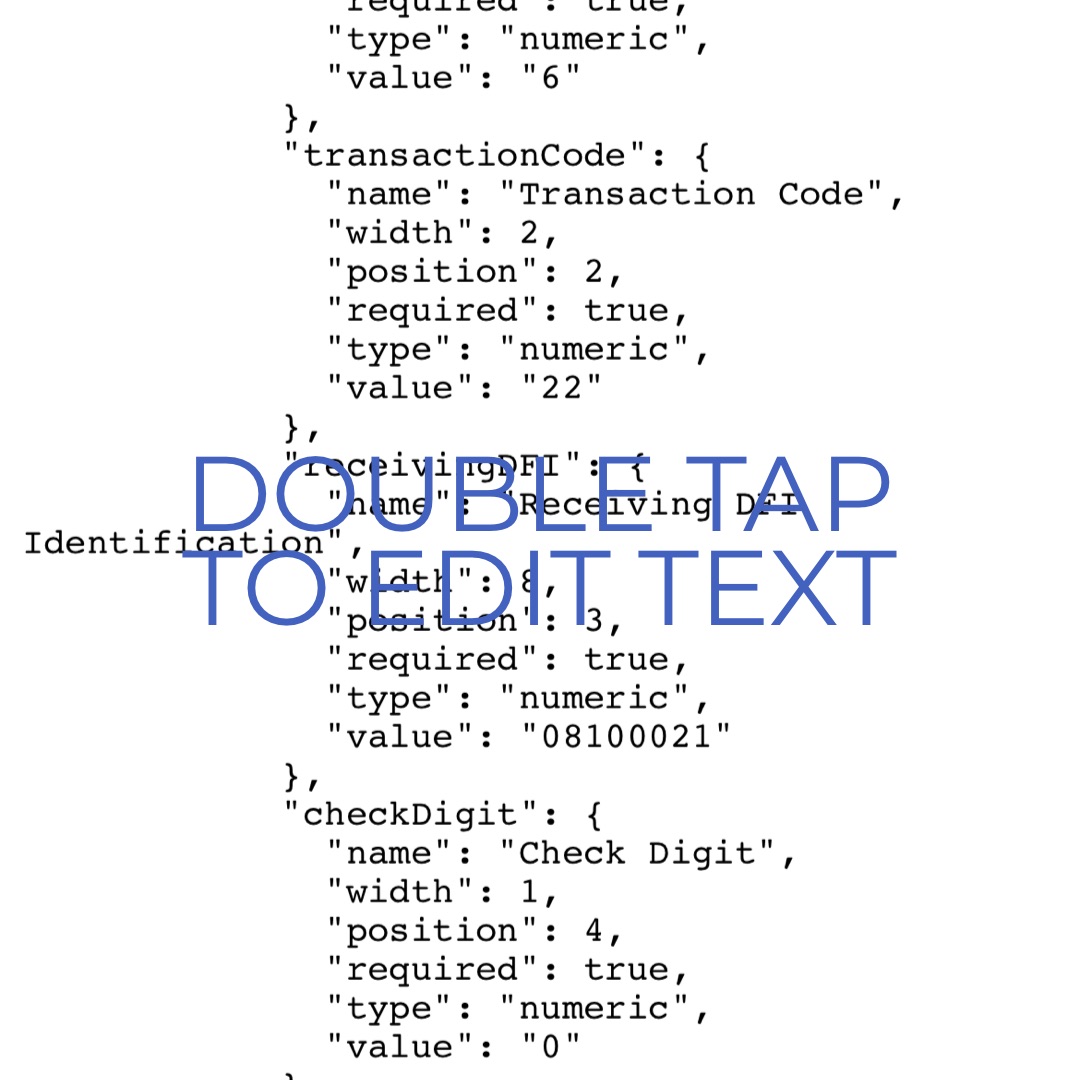 "required": true,
"type": "numeric",
"value": "6"
},
"transactionCode": {
"name": "Transaction Code",
"width": 2,
"position": 2,
"required": true,
"type": "numeric",
"value": "22"
},
"receivingDFI": {
"name": "Receiving DFI
Identification",
"width": 8,
"position": 3,
"required": true,
"type": "numeric",
"value": "08100021"
},
"checkDigit": {
"name": "Check Digit",
"width": 1,
"position": 4,
"required": true,
"type": "numeric",
"value": "0"
}
DOUBLE TAP
TO EDIT TEXT